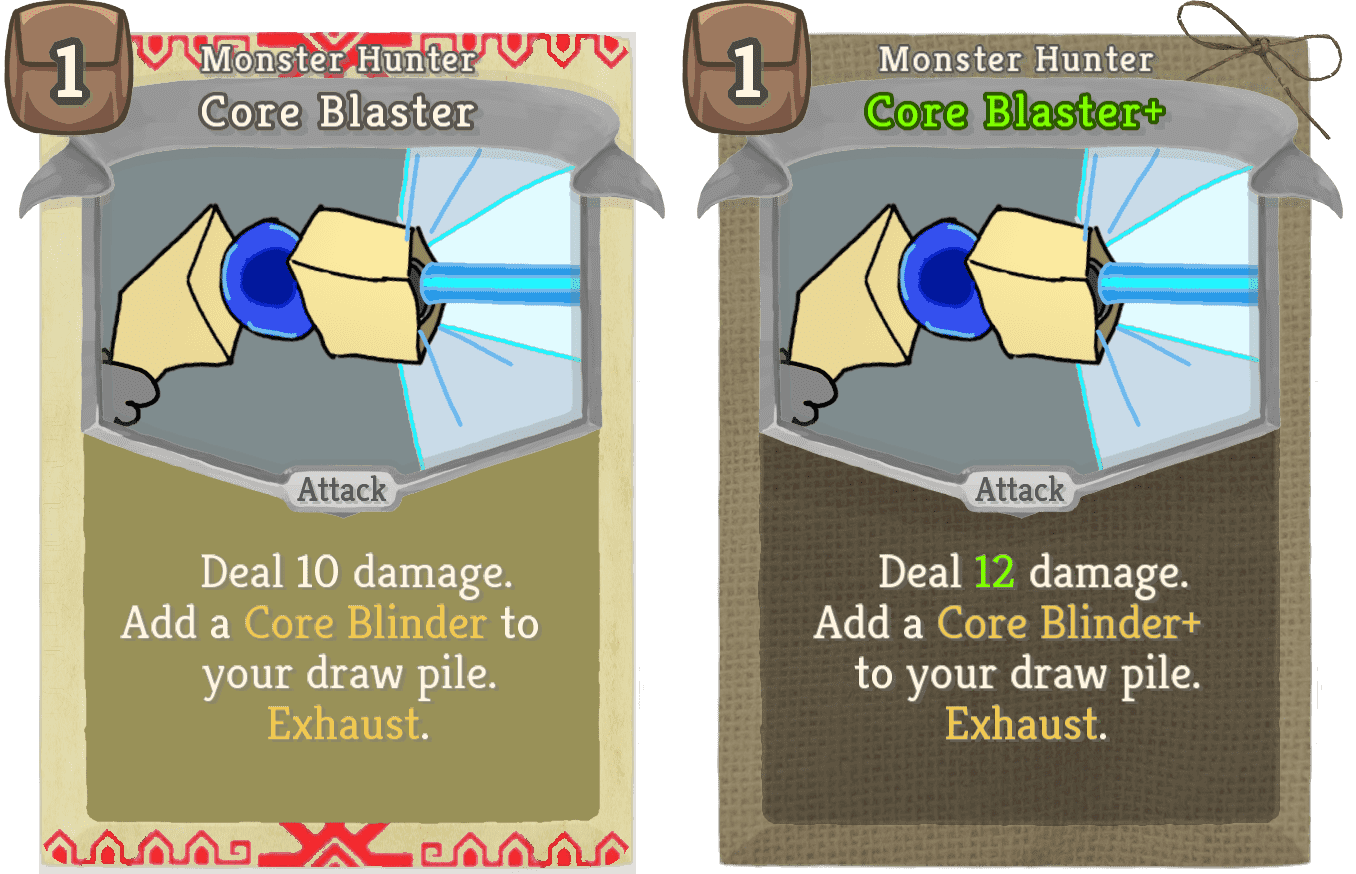 1
Monster Hunter
Core Blaster
Attack
Deal 10 damage.
Add a Core Blinder to
your draw pile.
Exhaust.
1
Monster Hunter
Core Blaster+
Attack
Deal 12 damage.
Add a Core Blinder+
to your draw pile.
Exhaust.